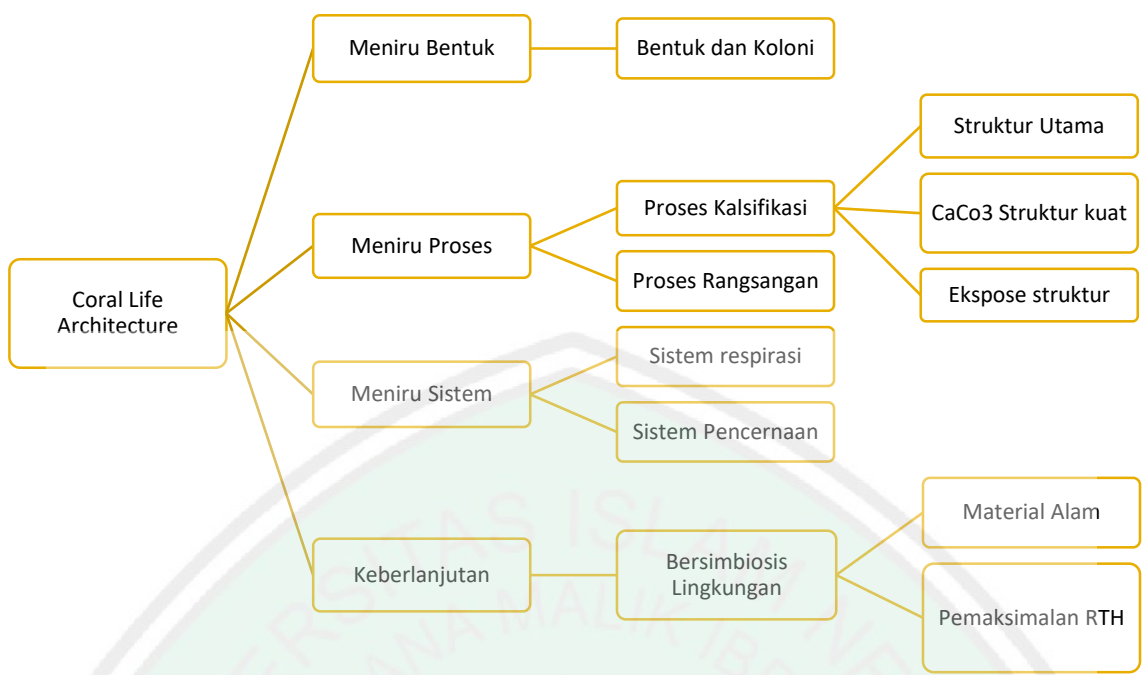 Meniru Bentuk
Bentuk dan Koloni
Struktur Utama
Proses Kalsifikasi
CaCo3 Struktur kuat
Meniru Proses
Proses Rangsangan
Ekspose struktur
Coral Life
Architecture
Sistem respirasi
Meniru Sistem
Sistem Pencernaan
Material Alam
Keberlanjutan
Bersimbiosis
Lingkungan
Pemaksimalan RTH